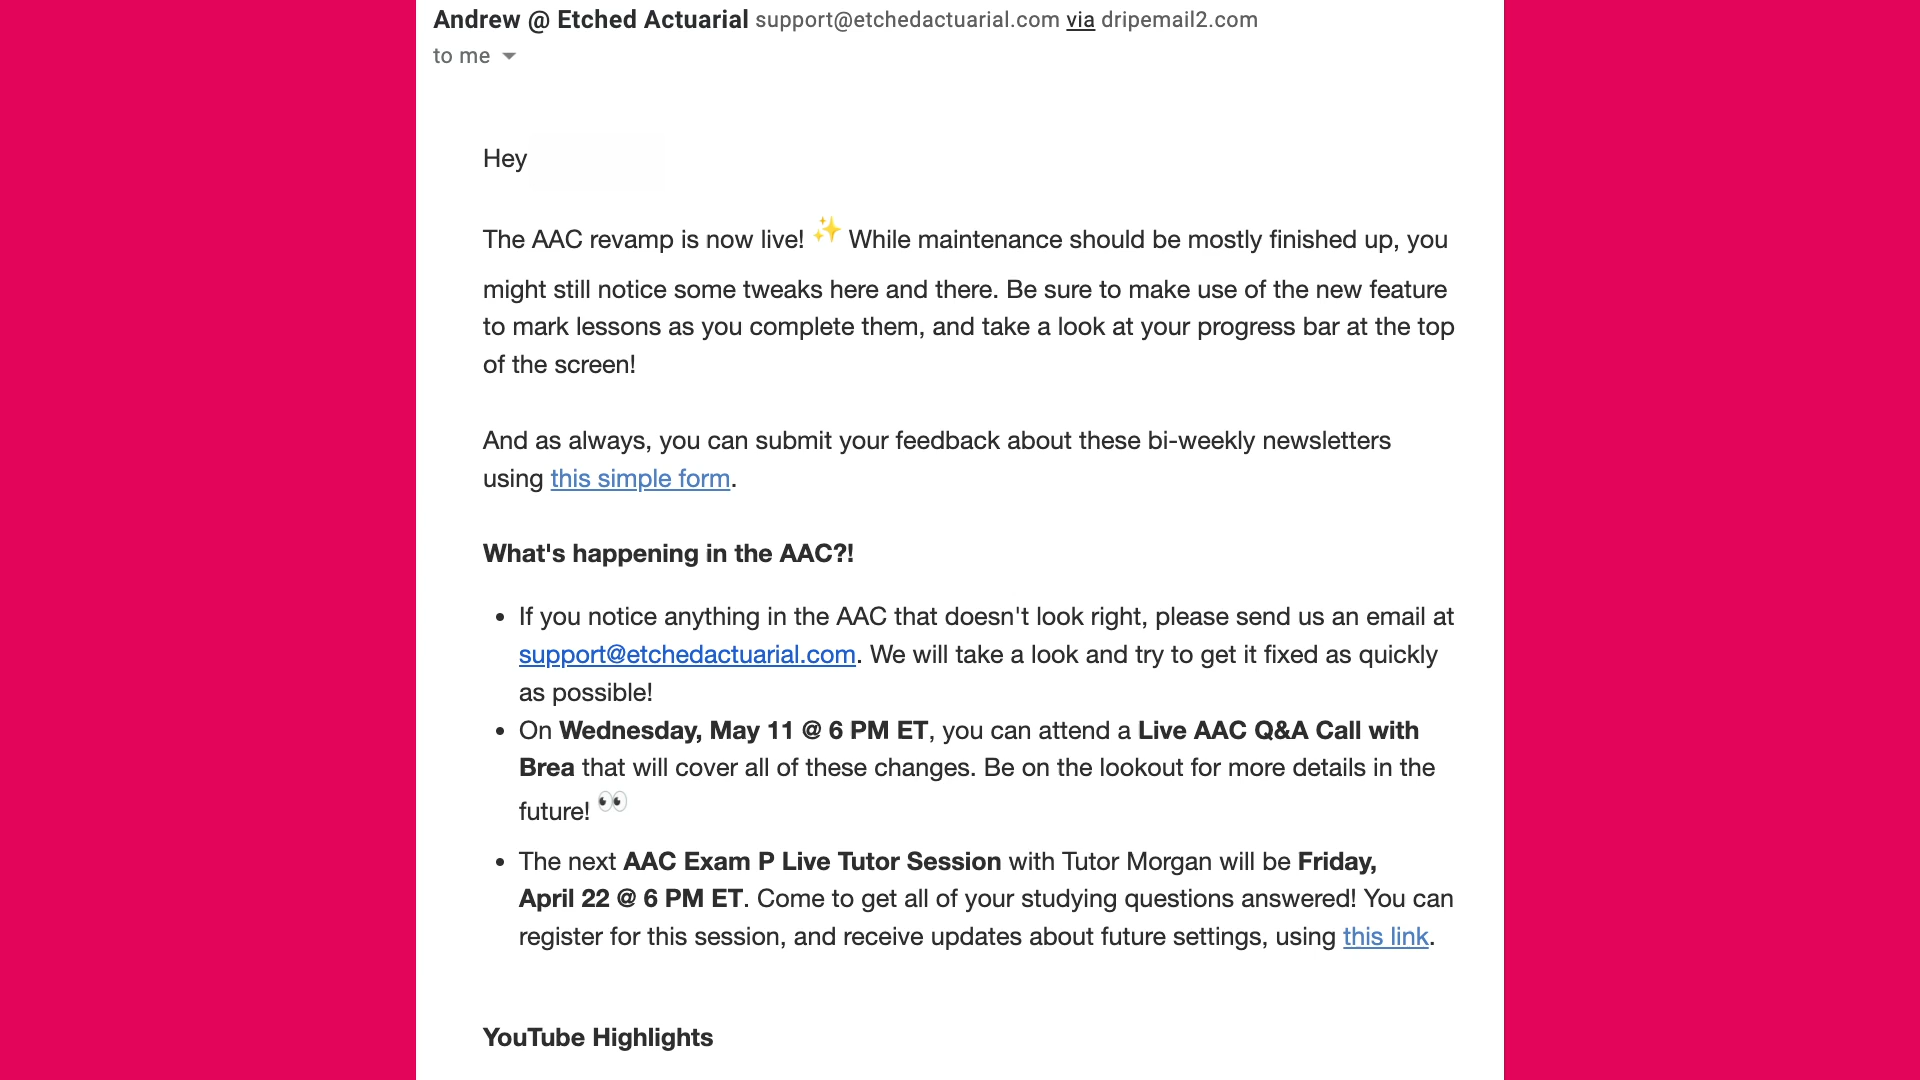 Andrew @ Etched Actuarial support@etchedactuarial.com via dripemail2.com
to me
Hey
The AAC revamp is now live! ✨ While maintenance should be mostly finished up, you
might still notice some tweaks here and there. Be sure to make use of the new feature
to mark lessons as you complete them, and take a look at your progress bar at the top
of the screen!
And as always, you can submit your feedback about these bi-weekly newsletters
using this simple form.
What's happening in the AAC?!
• If you notice anything in the AAC that doesn't look right, please send us an email at
support@etchedactuarial.com. We will take a look and try to get it fixed as quickly
as possible!
• On Wednesday, May 11 @ 6 PM ET, you can attend a Live AAC Q&A Call with
Brea that will cover all of these changes. Be on the lookout for more details in the
future! 👀
• The next AAC Exam P Live Tutor Session with Tutor Morgan will be Friday,
April 22 @ 6 PM ET. Come to get all of your studying questions answered! You can
register for this session, and receive updates about future settings, using this link.
YouTube Highlights